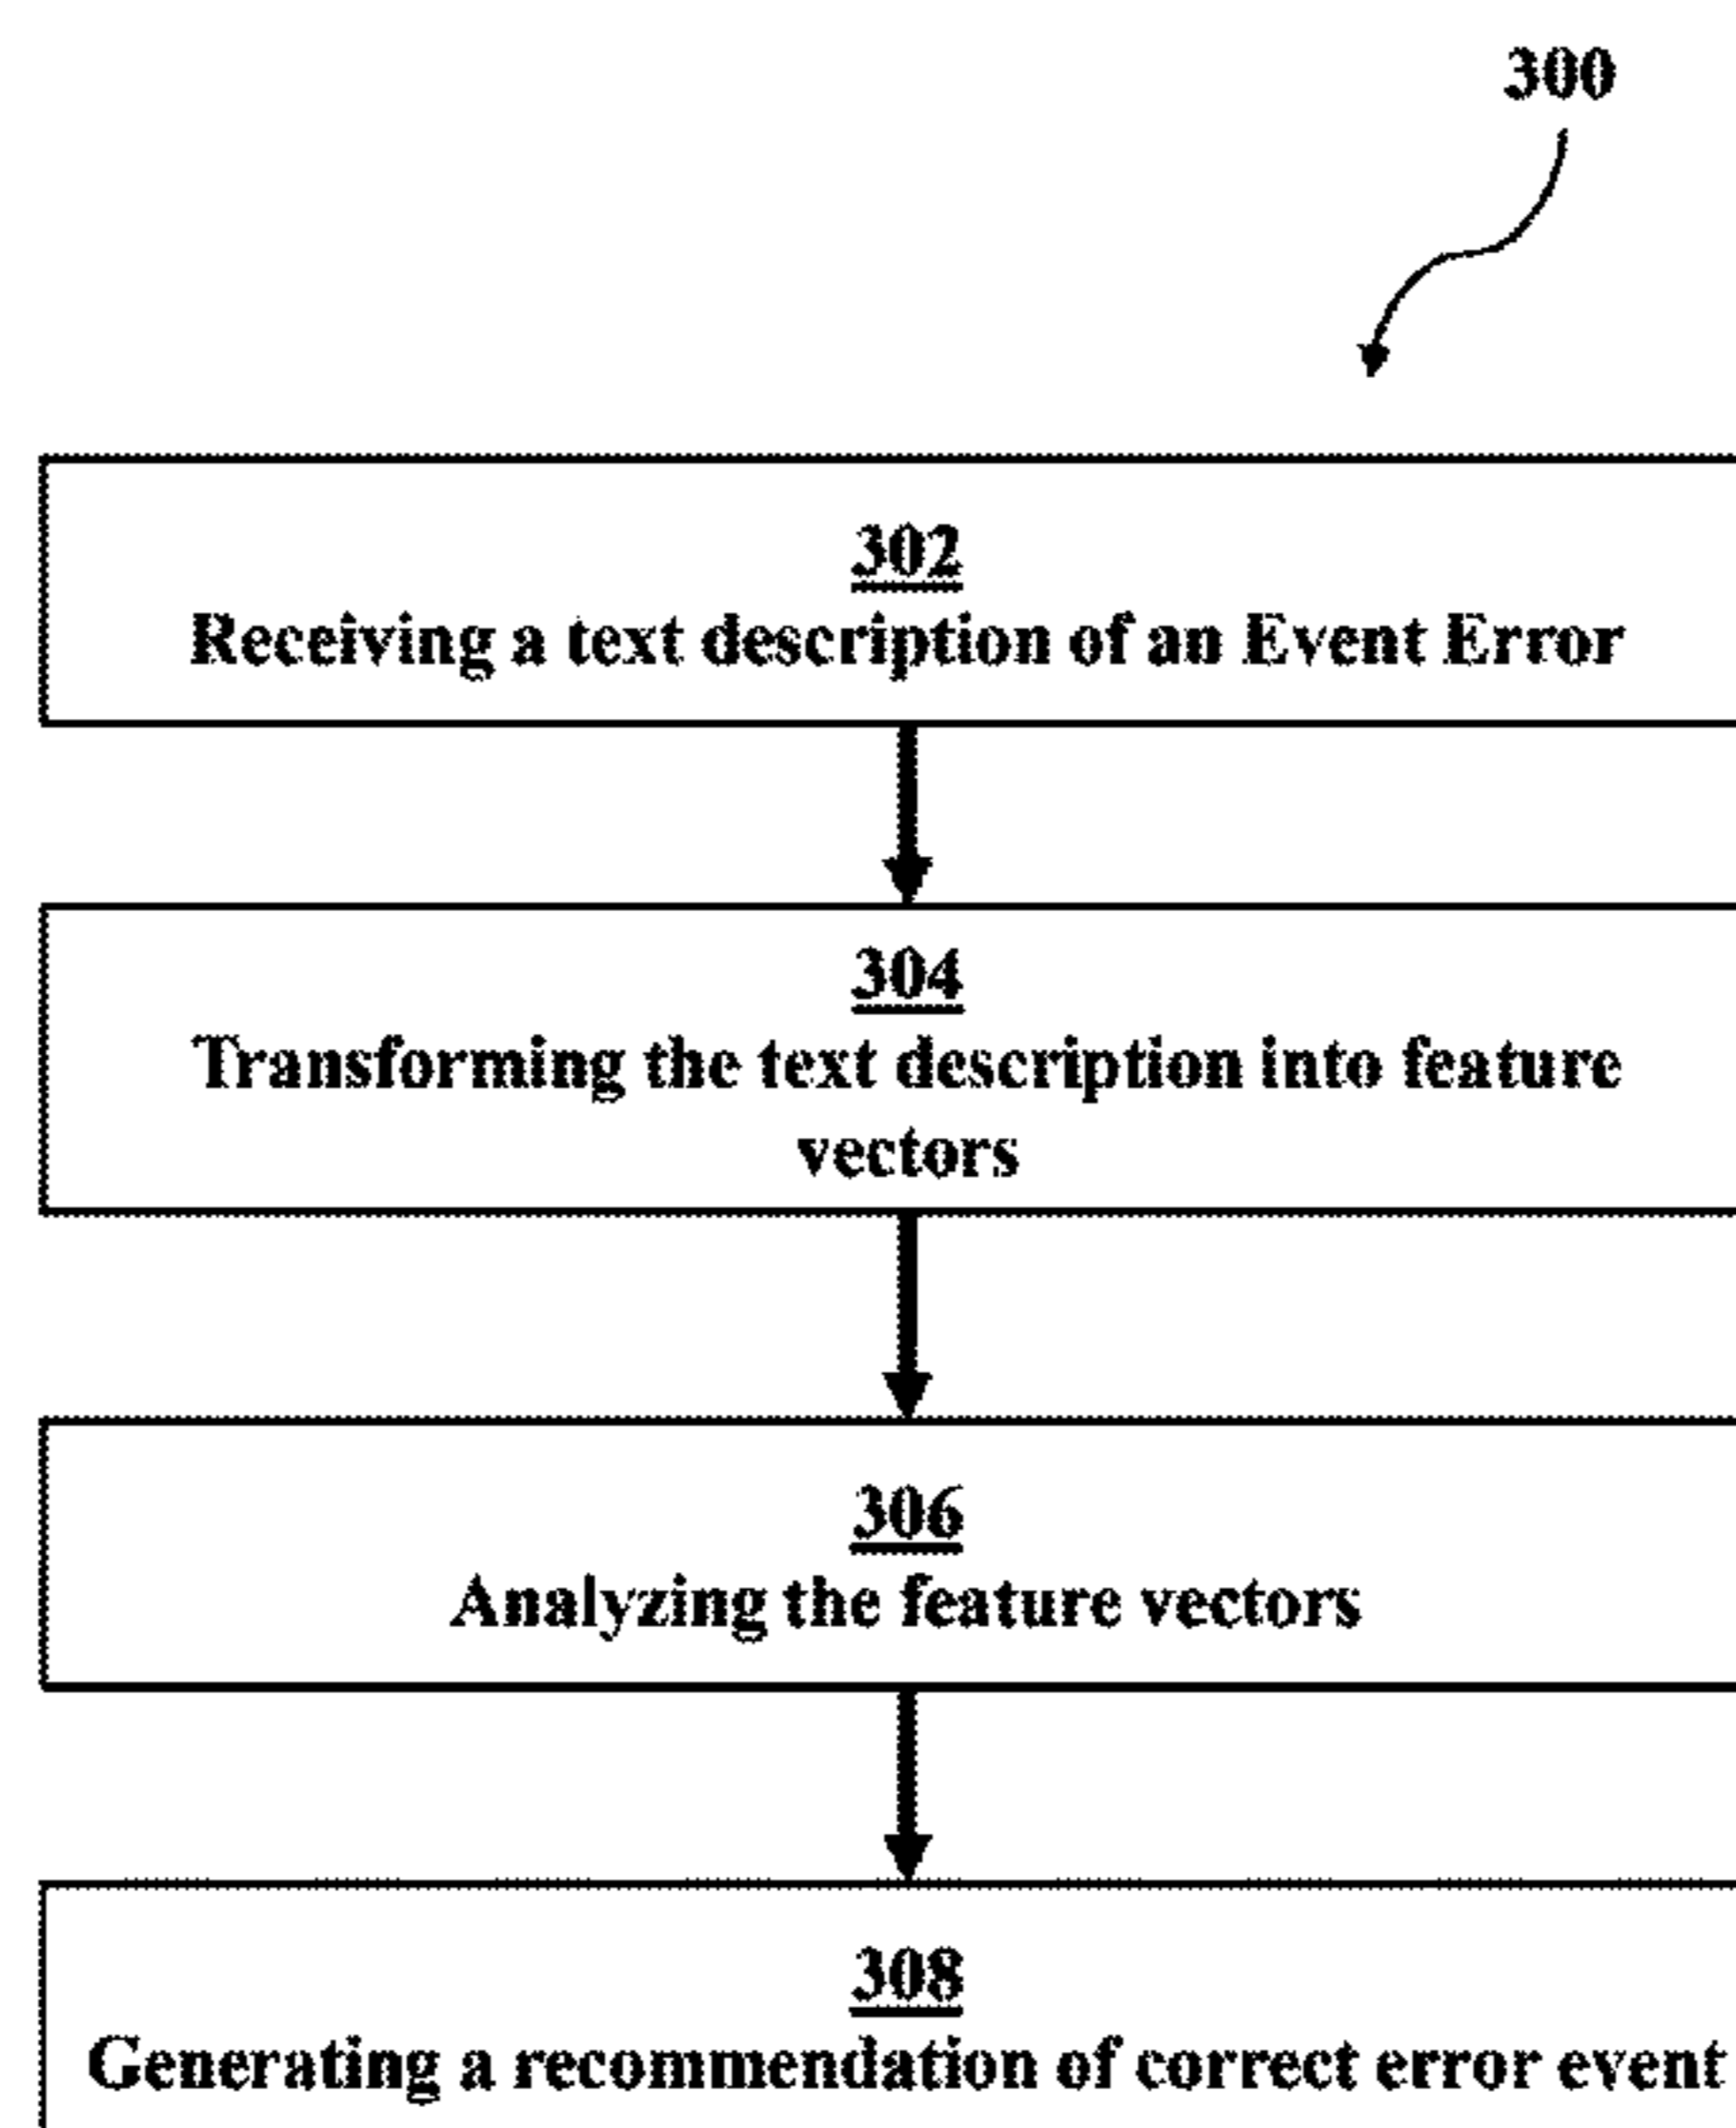 300
302
Receiving a text description of an Event Error
304
Transforming the text description into feature
vectors
306
Analyzing the feature vectors
308
Generating a recommendation of correct error event